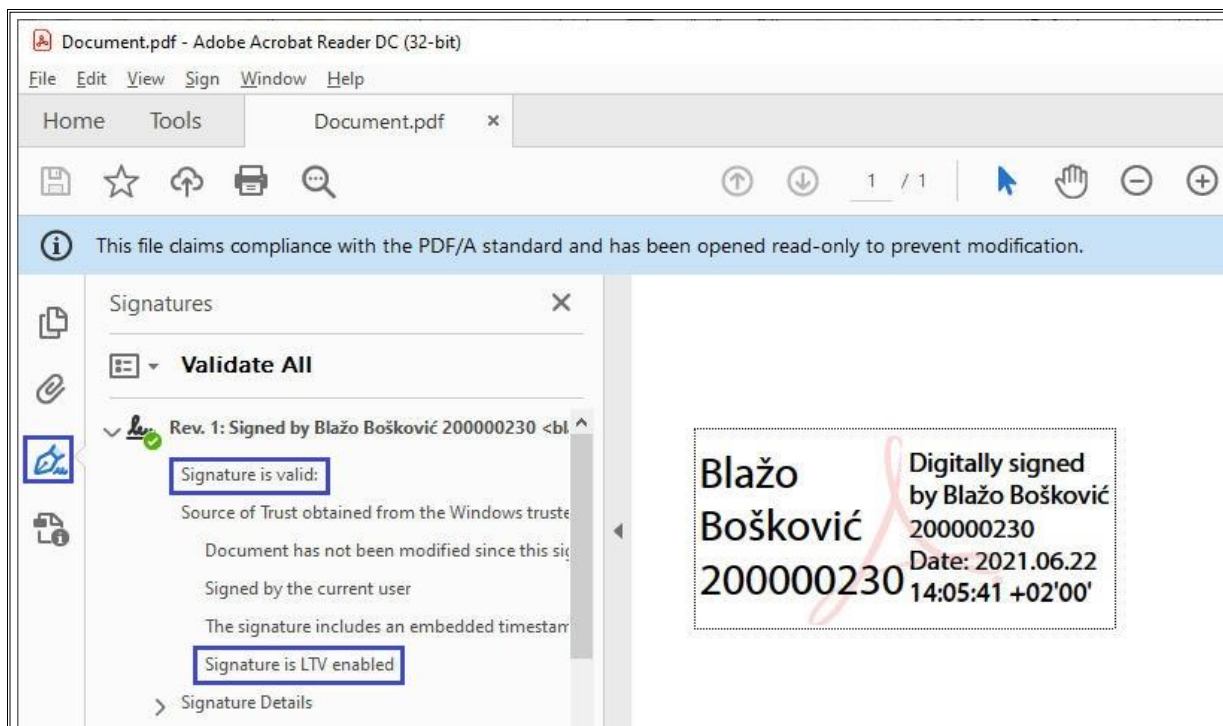 Document.pdf - Adobe Acrobat Reader DC (32-bit)
File Edit View Sign Window Help
Home Tools Document.pdf ×
1 / 1
This file claims compliance with the PDF/A standard and has been opened read-only to prevent modification.
Signatures
Validate All
Rev. 1: Signed by Blažo Bošković 200000230 <bl
Signature is valid:
Source of Trust obtained from the Windows truste
Document has not been modified since this sig
Signed by the current user
The signature includes an embedded timestam
Signature is LTV enabled
Signature Details
Blažo
Bošković
200000230
Digitally signed
by Blažo Bošković
200000230
Date: 2021.06.22
14:05:41 +02'00'